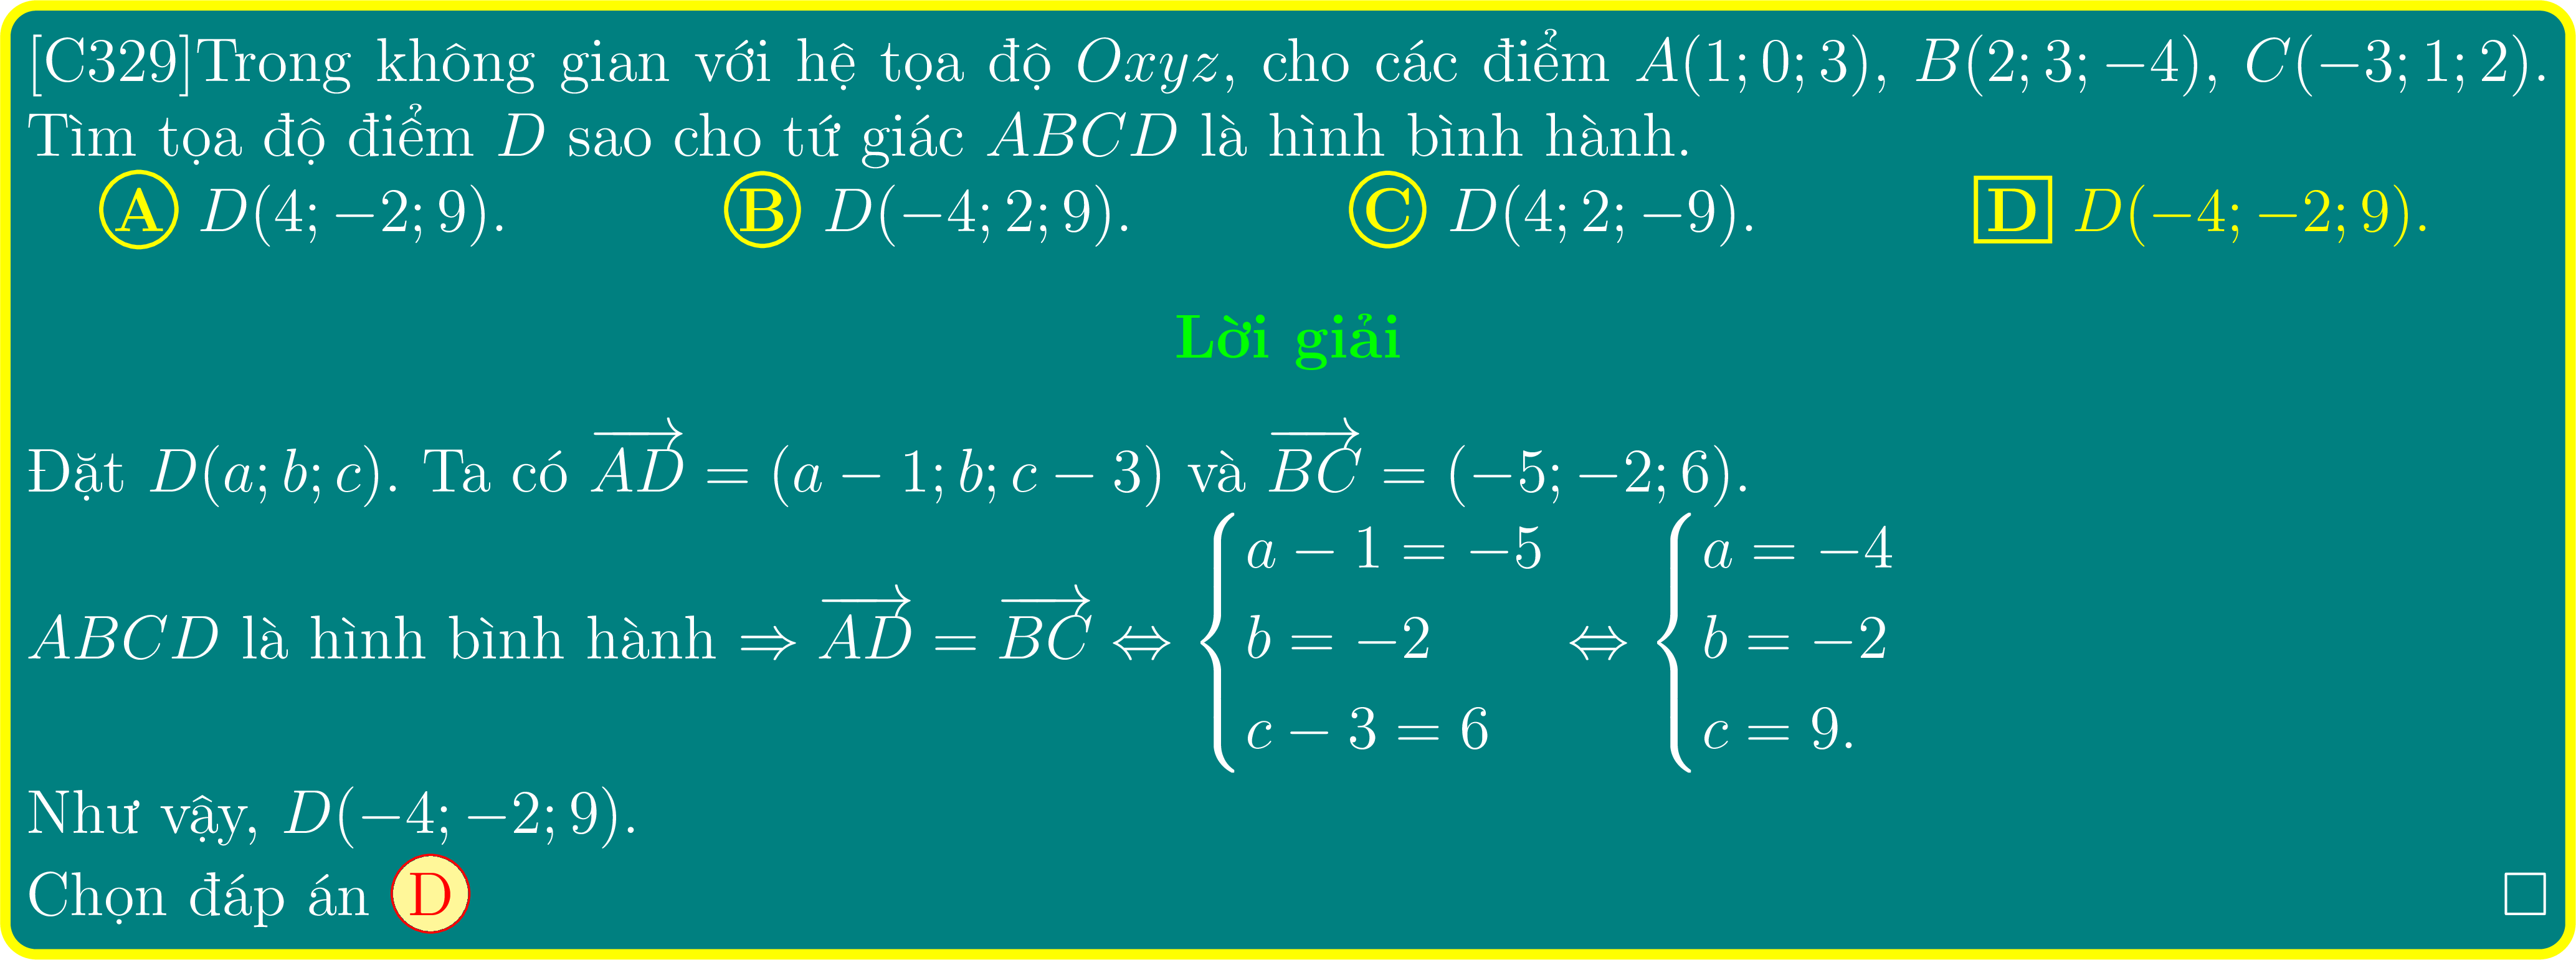 [C329]Trong không gian với hệ tọa độ Oxyz, cho các điểm A(1; 0; 3), B(2; 3; −4), C(−3; 1; 2).
Tìm tọa độ điểm D sao cho tứ giác ABCD là hình bình hành.
A D(4; −2; 9). B D(−4; 2; 9). C D(4; 2; −9). D D(−4; −2; 9).
Lời giải
Đặt D(a; b; c). Ta có $\overrightarrow{AD}$ = (a − 1; b; c − 3) và $\overrightarrow{BC}$ = (−5; −2; 6).
ABCD là hình bình hành ⇒ $\overrightarrow{AD} = \overrightarrow{BC} \Leftrightarrow \begin{cases} a - 1 = -5 \\ b = -2 \\ c - 3 = 6 \end{cases} \Leftrightarrow \begin{cases} a = -4 \\ b = -2 \\ c = 9. \end{cases}$
Như vậy, D(−4; −2; 9).
Chọn đáp án D □